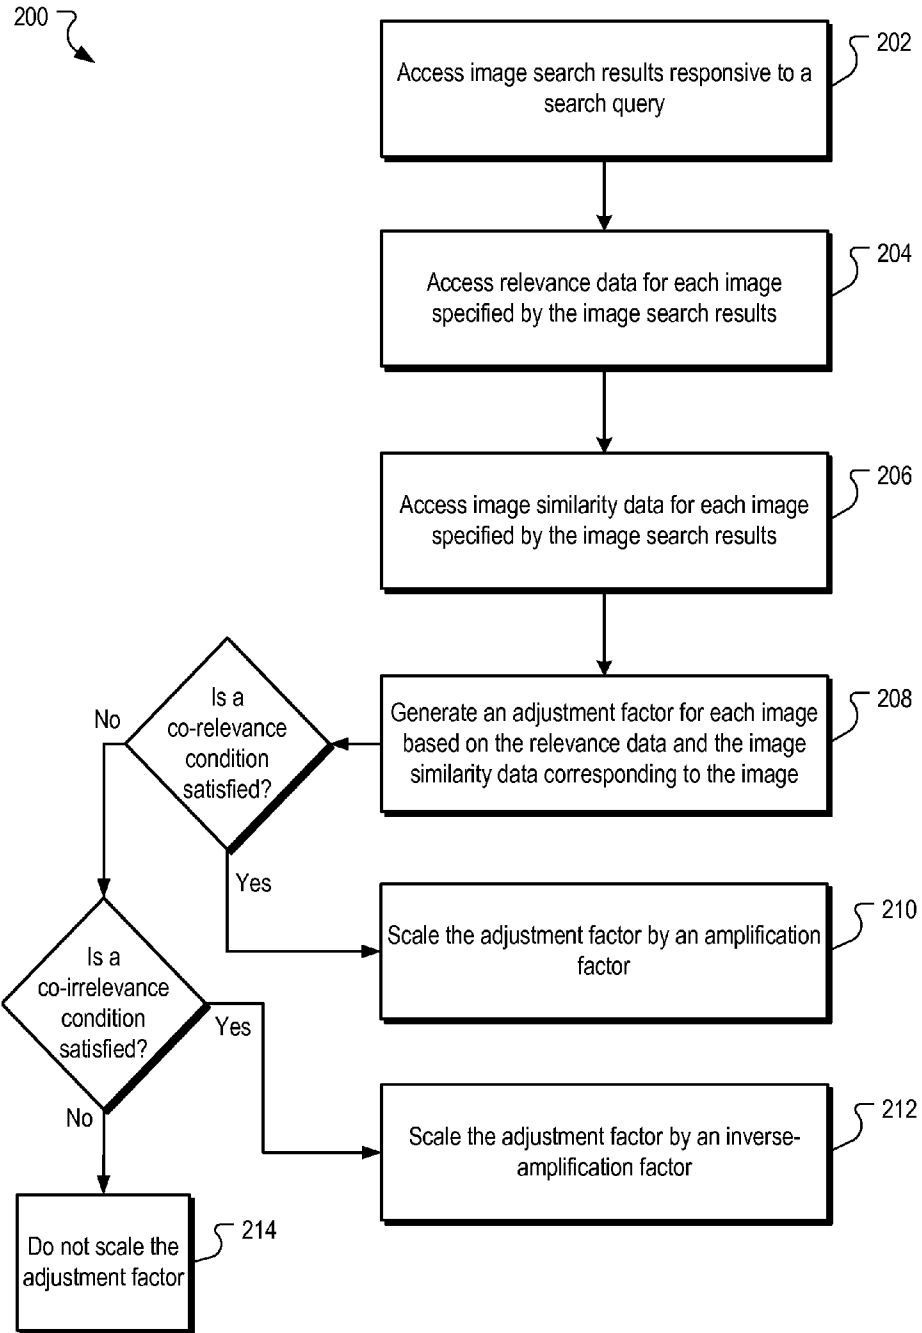 200
202
Access image search results responsive to a
search query
204
Access relevance data for each image
specified by the image search results
206
Access image similarity data for each image
specified by the image search results
208
Generate an adjustment factor for each image
based on the relevance data and the image
similarity data corresponding to the image
Is a
co-relevance
condition
satisfied?
No
Yes
210
Scale the adjustment factor by an amplification
factor
Is a
co-irrelevance
condition
satisfied?
Yes
No
212
Scale the adjustment factor by an inverse-
amplification factor
214
Do not scale the
adjustment factor